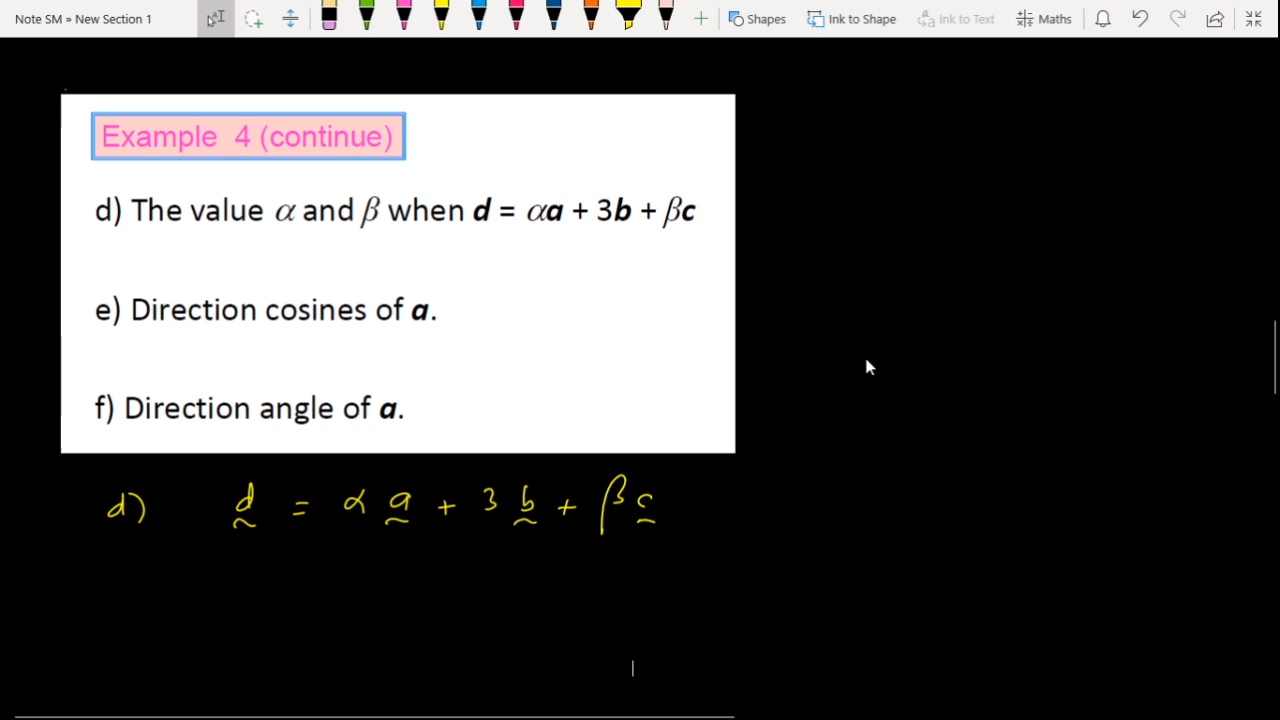 Note SM » New Section 1
Shapes
Ink to Shape
Ink to Text
Maths
Example 4 (continue)
d) The value α and β when d = αa + 3b + βc
e) Direction cosines of a.
f) Direction angle of a.
d) d = α a + 3 b + β c